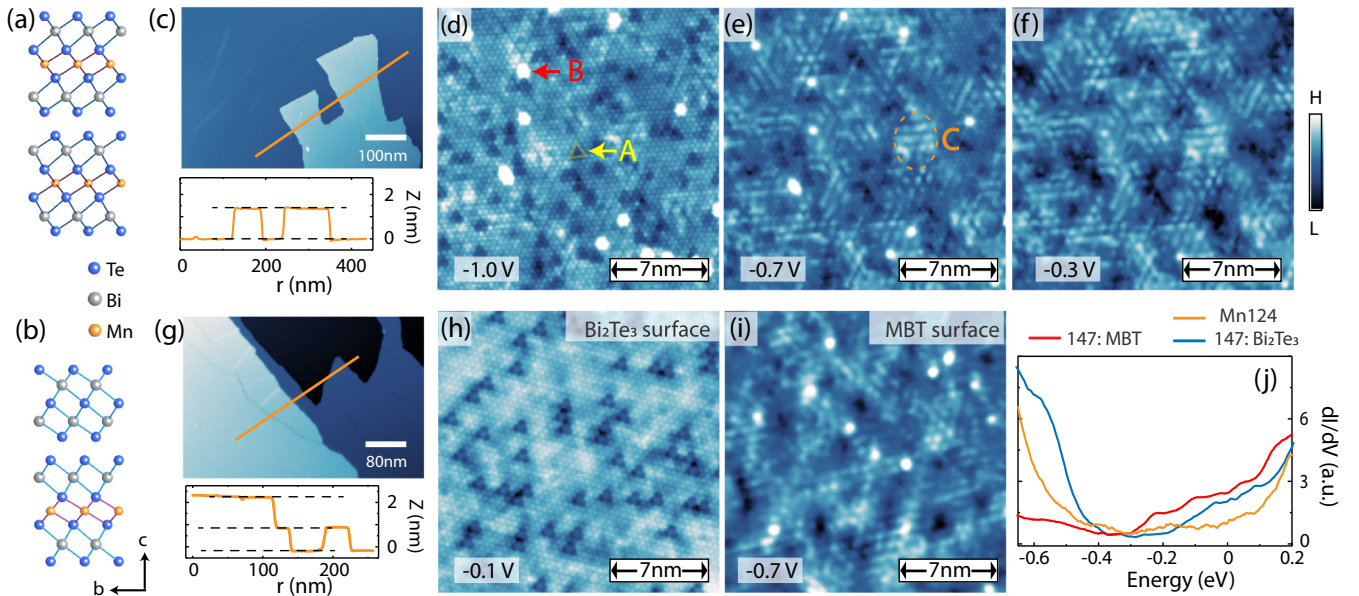 (a)
Te
Bi
Mn
(b)
c
b
(c)
100nm
2
0
Z (nm)
0
200
400
r (nm)
(d)
B
A
-1.0 V
7nm
(e)
C
-0.7 V
7nm
(f)
-0.3 V
7nm
H
L
(g)
80nm
2
0
Z (nm)
0
100
200
r (nm)
(h)
Bi₂Te₃ surface
-0.1 V
7nm
(i)
MBT surface
-0.7 V
7nm
Mn124
147: MBT
147: Bi₂Te₃
(j)
6
3
0
dI/dV (a.u.)
-0.6
-0.4
-0.2
0
0.2
Energy (eV)